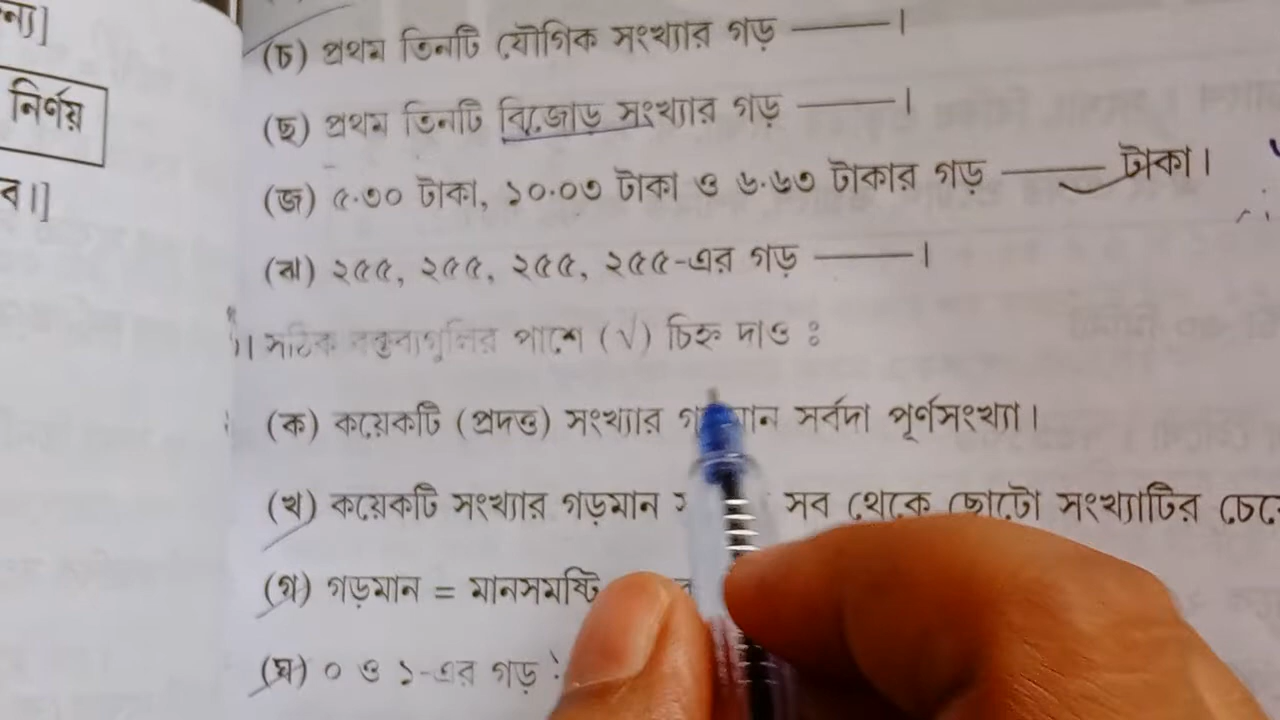 ন্য]
নির্ণয়
ব।]
(চ) প্রথম তিনটি যৌগিক সংখ্যার গড় ———।
(ছ) প্রথম তিনটি বিজোড় সংখ্যার গড় ———।
(জ) ৫·৩০ টাকা, ১০·০৩ টাকা ও ৬·৬৩ টাকার গড় ——— টাকা।
(ঝ) ২৫৫, ২৫৫, ২৫৫, ২৫৫-এর গড় ———।
। সঠিক বক্তব্যগুলির পাশে (√) চিহ্ন দাও :
(ক) কয়েকটি (প্রদত্ত) সংখ্যার সর্বদা পূর্ণসংখ্যা।
(খ) কয়েকটি সংখ্যার গড়মান সব থেকে ছোটো সংখ্যাটির
(গ) গড়মান = মানসমষ্টি
(ঘ) ০ ও ১-এর গড়